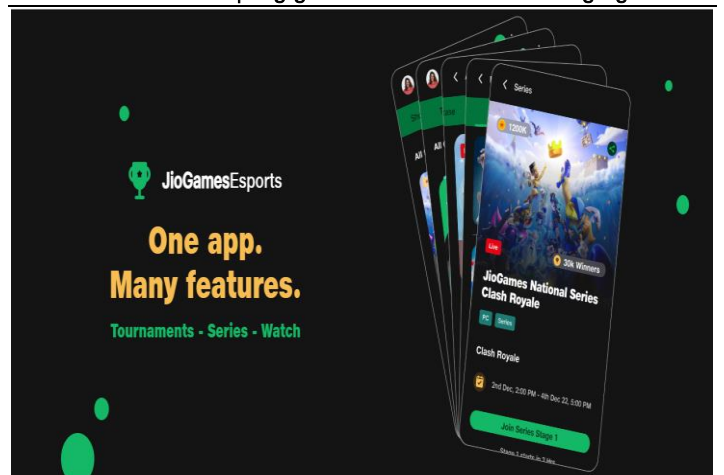 JioGamesEsports
One app.
Many features.
Tournaments - Series - Watch
Series
1200K
Live
30k Winners
JioGames National Series
Clash Royale
PC Series
Clash Royale
2nd Dec, 2:00 PM - 4th Dec 22, 5:00 PM
Join Series Stage 1